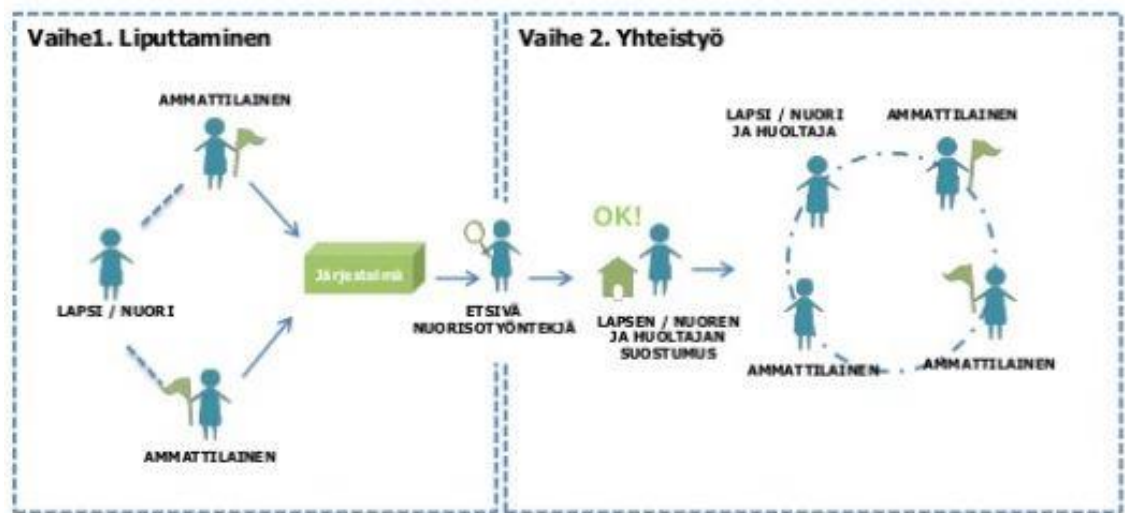 Vaihe1. Liputtaminen
AMMATTILAINEN
LAPSI / NUORI
AMMATTILAINEN
Järjestelmä
ETSIVÄ
NUORISOTYÖNTEKJÄ
Vaihe 2. Yhteistyö
OK!
LAPSEN / NUOREN
JA HUOLTAJAN
SUOSTUMUS
LAPSI / NUORI
JA HUOLTAJA
AMMATTILAINEN
AMMATTILAINEN
AMMATTILAINEN